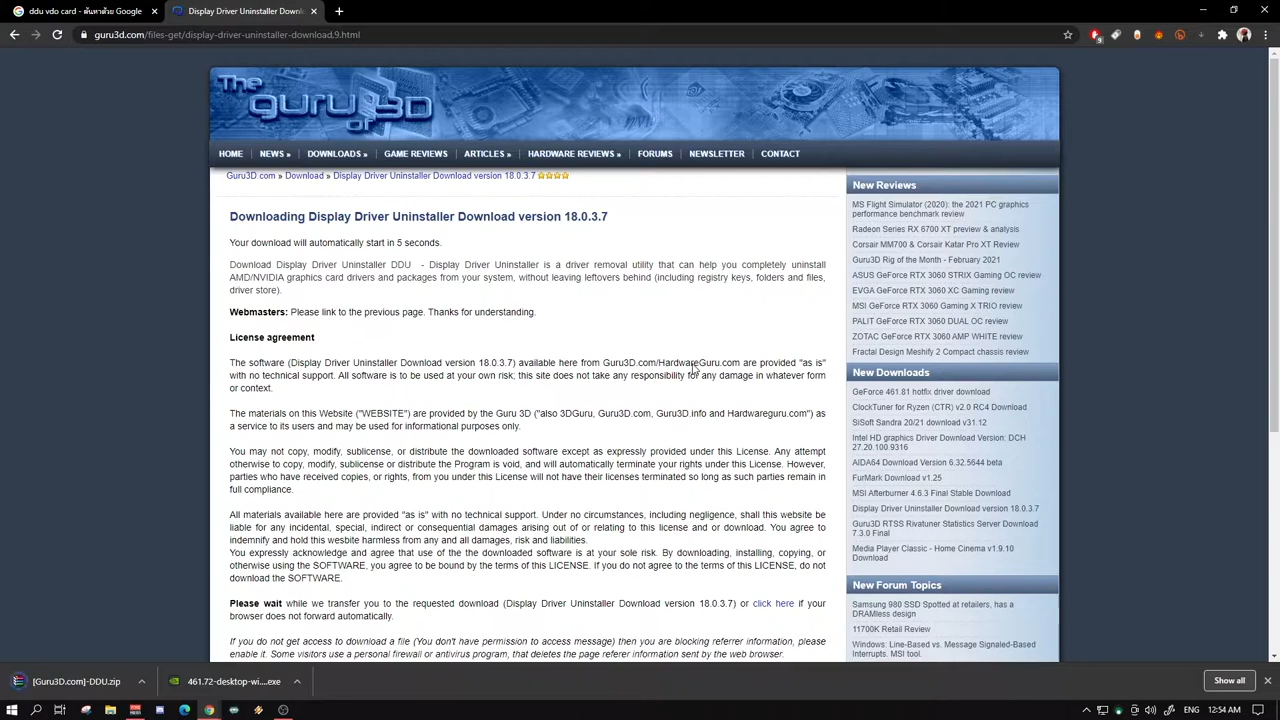 ddu vdo card - ค้นหาด้วย Google
Display Driver Uninstaller Downl
guru3d.com/files-get/display-driver-uninstaller-download,9.html
The
guru
of
3D
HOME
NEWS »
DOWNLOADS »
GAME REVIEWS
ARTICLES »
HARDWARE REVIEWS »
FORUMS
NEWSLETTER
CONTACT
Guru3D.com » Download » Display Driver Uninstaller Download version 18.0.3.7
Downloading Display Driver Uninstaller Download version 18.0.3.7
Your download will automatically start in 5 seconds.
Download Display Driver Uninstaller DDU - Display Driver Uninstaller is a driver removal utility that can help you completely uninstall
AMD/NVIDIA graphics card drivers and packages from your system, without leaving leftovers behind (including registry keys, folders and files,
driver store).
Webmasters: Please link to the previous page. Thanks for understanding.
License agreement
The software (Display Driver Uninstaller Download version 18.0.3.7) available here from Guru3D.com/HardwareGuru.com are provided "as is"
with no technical support. All software is to be used at your own risk; this site does not take any responsibility for any damage in whatever form
or context.
The materials on this Website ("WEBSITE") are provided by the Guru 3D ("also 3DGuru, Guru3D.com, Guru3D.info and Hardwareguru.com") as
a service to its users and may be used for informational purposes only.
You may not copy, modify, sublicense, or distribute the downloaded software except as expressly provided under this License. Any attempt
otherwise to copy, modify, sublicense or distribute the Program is void, and will automatically terminate your rights under this License. However,
parties who have received copies, or rights, from you under this License will not have their licenses terminated so long as such parties remain in
full compliance.
All materials available here are provided "as is" with no technical support. Under no circumstances, including negligence, shall this website be
liable for any incidental, special, indirect or consequential damages arising out of or relating to this license and or download. You agree to
indemnify and hold this wesbite harmless from any and all damages, risk and liabilities.
You expressly acknowledge and agree that use of the the downloaded software is at your sole risk. By downloading, installing, copying, or
otherwise using the SOFTWARE, you agree to be bound by the terms of this LICENSE. If you do not agree to the terms of this LICENSE, do not
download the SOFTWARE.
Please wait while we transfer you to the requested download (Display Driver Uninstaller Download version 18.0.3.7) or click here if your
browser does not forward automatically.
If you do not get access to download a file (You don't have permission to access message) then you are blocking referrer information, please
enable it. Some visitors use a personal firewall or antivirus program, that deletes the page referer information sent by the web browser.
New Reviews
MS Flight Simulator (2020): the 2021 PC graphics
performance benchmark review
Radeon Series RX 6700 XT preview & analysis
Corsair MM700 & Corsair Katar Pro XT Review
Guru3D Rig of the Month - February 2021
ASUS GeForce RTX 3060 STRIX Gaming OC review
EVGA GeForce RTX 3060 XC Gaming review
MSI GeForce RTX 3060 Gaming X TRIO review
PALIT GeForce RTX 3060 DUAL OC review
ZOTAC GeForce RTX 3060 AMP WHITE review
Fractal Design Meshify 2 Compact chassis review
New Downloads
GeForce 461.81 hotfix driver download
ClockTuner for Ryzen (CTR) v2.0 RC4 Download
SiSoft Sandra 20/21 download v31.12
Intel HD graphics Driver Download Version: DCH
27.20.100.9316
AIDA64 Download Version 6.32.5644 beta
FurMark Download v1.25
MSI Afterburner 4.6.3 Final Stable Download
Display Driver Uninstaller Download version 18.0.3.7
Guru3D RTSS Rivatuner Statistics Server Download
7.3.0 Final
Media Player Classic - Home Cinema v1.9.10
Download
New Forum Topics
Samsung 980 SSD Spotted at retailers, has a
DRAMless design
11700K Retail Review
Windows: Line-Based vs. Message Signaled-Based
Interrupts. MSI tool.
[Guru3D.com]-DDU.zip
461.72-desktop-wi....exe
Show all
ENG
12:54 AM